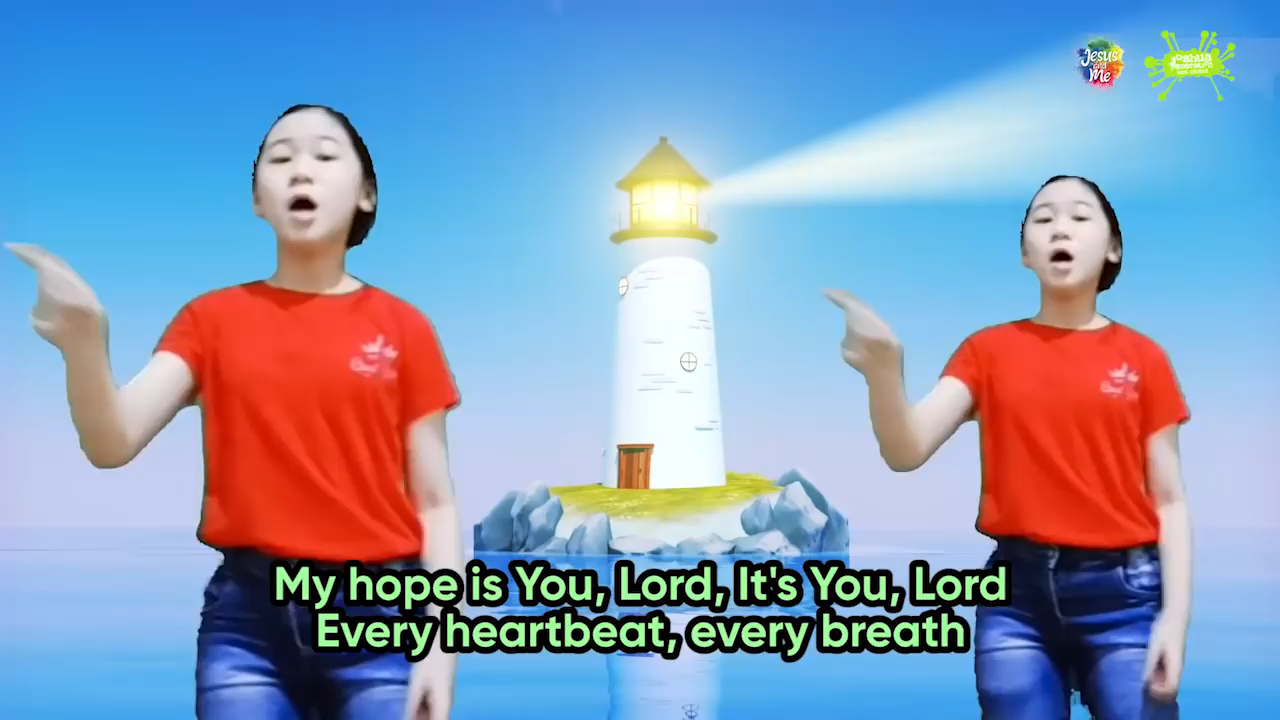 Jesus
and
Me
My hope is You, Lord, It's You, Lord
Every heartbeat, every breath